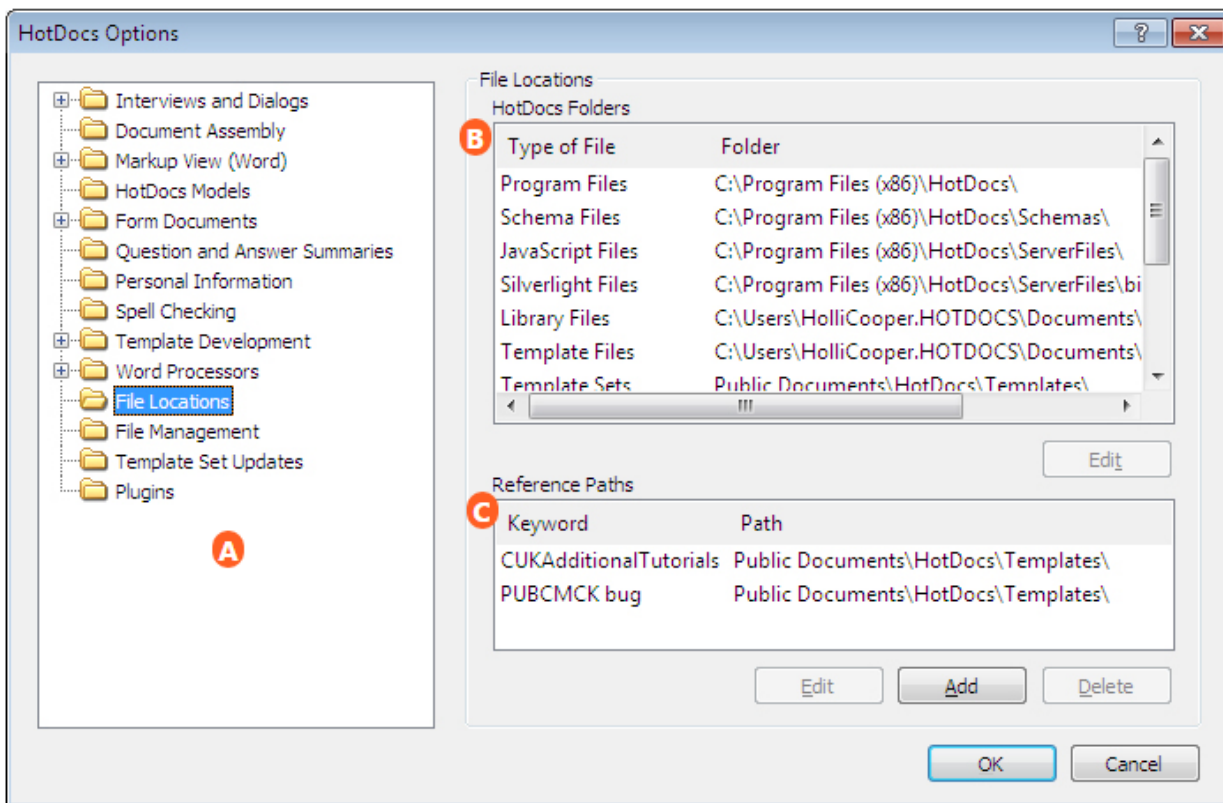 HotDocs Options
Interviews and Dialogs
Document Assembly
Markup View (Word)
HotDocs Models
Form Documents
Question and Answer Summaries
Personal Information
Spell Checking
Template Development
Word Processors
File Locations
File Management
Template Set Updates
Plugins
A
File Locations
HotDocs Folders
B
Type of File Folder
Program Files C:\Program Files (x86)\HotDocs\
Schema Files C:\Program Files (x86)\HotDocs\Schemas\
JavaScript Files C:\Program Files (x86)\HotDocs\ServerFiles\
Silverlight Files C:\Program Files (x86)\HotDocs\ServerFiles\bi
Library Files C:\Users\HolliCooper.HOTDOCS\Documents\
Template Files C:\Users\HolliCooper.HOTDOCS\Documents\
Template Sets Public Documents\HotDocs\Templates\
Edit
Reference Paths
C
Keyword Path
CUKAdditionalTutorials Public Documents\HotDocs\Templates\
PUBCMCK bug Public Documents\HotDocs\Templates\
Edit Add Delete
OK Cancel